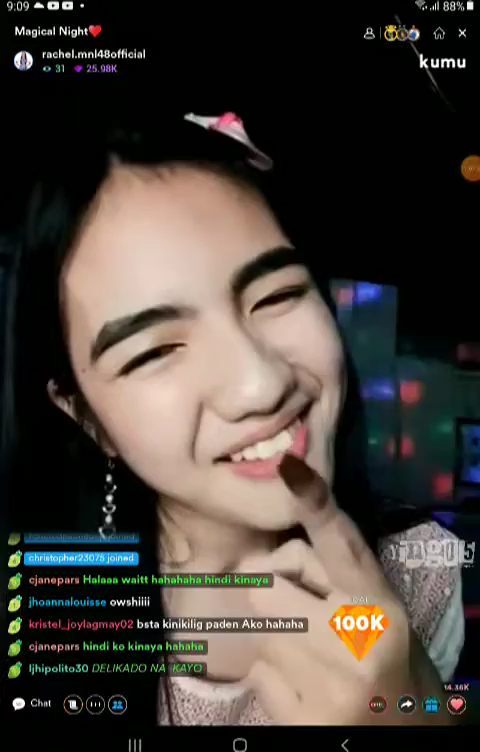 9:09
88%
Magical Night❤️
rachel.mnl48official
31 25.98K
kumu
joined
christopher23075 joined
cjanepars Halaaa waitt hahahaha hindi kinaya
jhoannalouisse owshiiii
kristel_joylagmay02 bsta kinikilig paden Ako hahaha
cjanepars hindi ko kinaya hahaha
ljhipolito30 DELIKADO NA KAYO
100K
14.36K
Chat